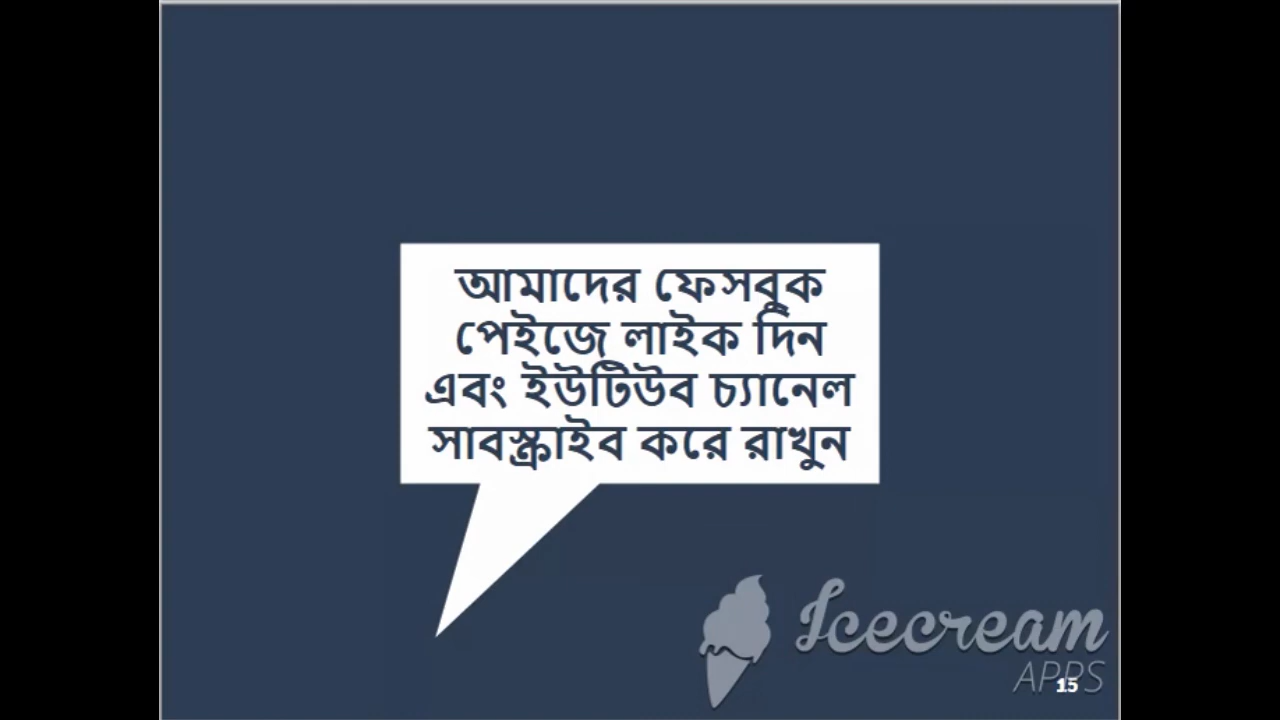 আমাদের ফেসবুক
পেইজে লাইক দিন
এবং ইউটিউব চ্যানেল
সাবস্ক্রাইব করে রাখুন
Icecream
APPS
15